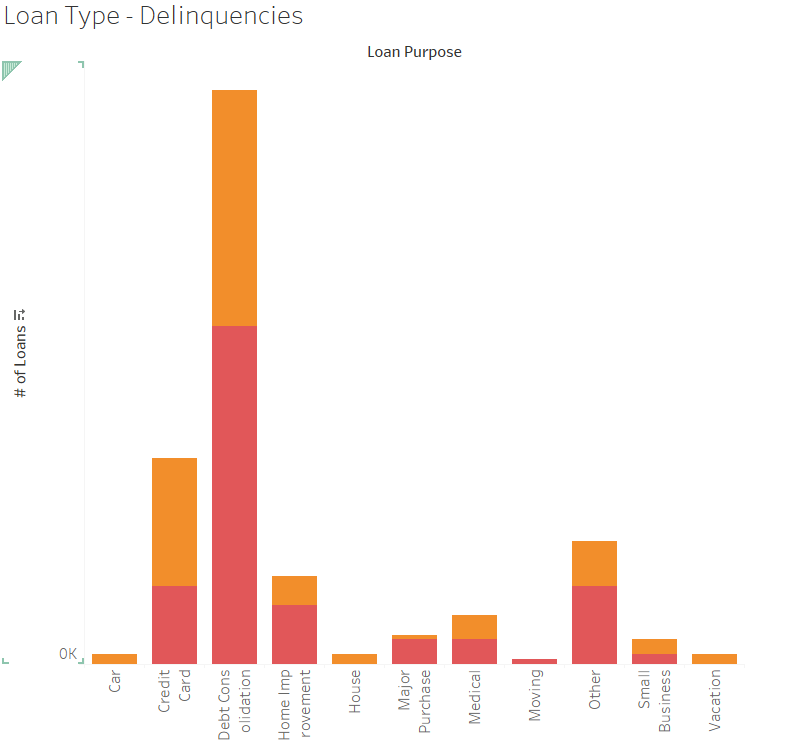 Loan Type - Delinquencies
Loan Purpose
# of Loans
0K
Car
Credit
Card
Debt Cons
olidation
Home Imp
rovement
House
Major
Purchase
Medical
Moving
Other
Small
Business
Vacation